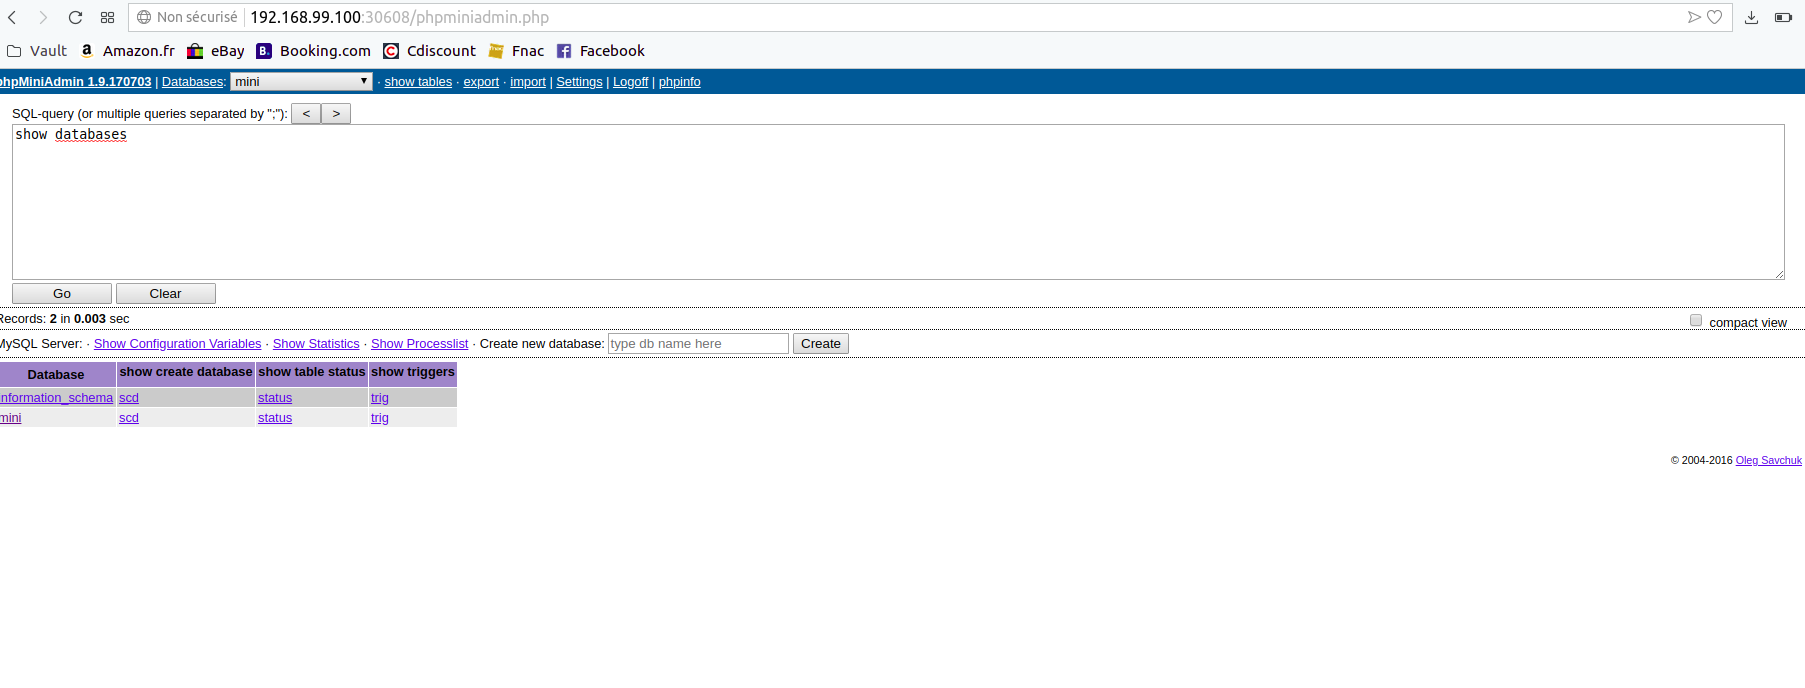 Non sécurisé 192.168.99.100:30608/phpminiadmin.php
Vault Amazon.fr eBay Booking.com Cdiscount Fnac Facebook
phpMiniAdmin 1.9.170703 | Databases: mini · show tables · export · import | Settings | Logoff | phpinfo
SQL-query (or multiple queries separated by ";"): < >
show databases
Go Clear
Records: 2 in 0.003 sec compact view
MySQL Server: · Show Configuration Variables · Show Statistics · Show Processlist · Create new database: type db name here Create
Database show create database show table status show triggers
information_schema scd status trig
mini scd status trig
© 2004-2016 Oleg Savchuk